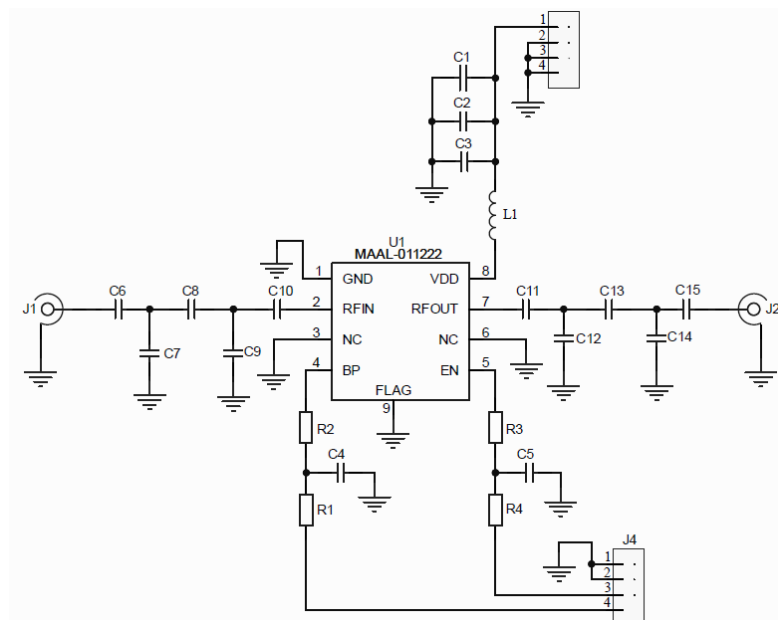 1
2
3
4
C1
C2
C3
L1
U1
MAAL-011222
1 GND VDD 8
2 RFIN RFOUT 7
3 NC NC 6
4 BP EN 5
FLAG
9
J1 C6 C8 C10 C11 C13 C15 J2
C7 C9 C12 C14
R2 R3
C4 C5
R1 R4
J4
1
2
3
4